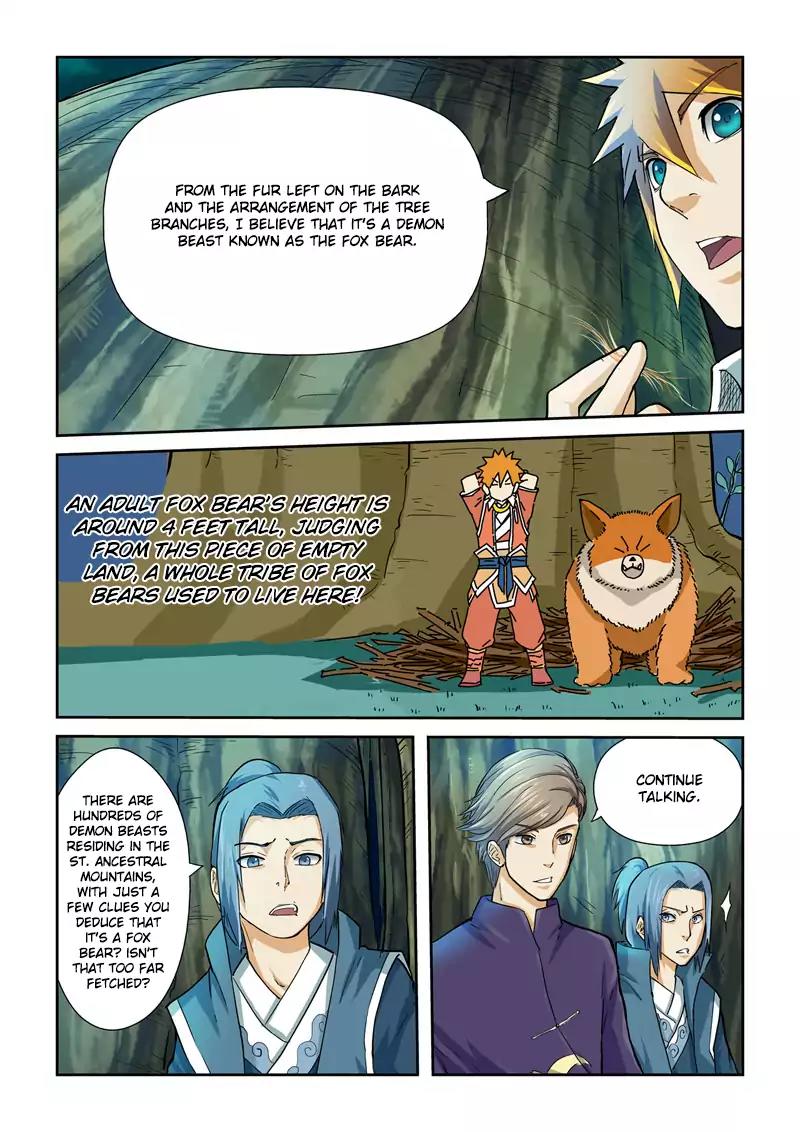 FROM THE FUR LEFT ON THE BARK
AND THE ARRANGEMENT OF THE TREE
BRANCHES, I BELIEVE THAT IT'S A DEMON
BEAST KNOWN AS THE FOX BEAR.
AN ADULT FOX BEAR'S HEIGHT IS
AROUND 4 FEET TALL, JUDGING
FROM THIS PIECE OF EMPTY
LAND, A WHOLE TRIBE OF FOX
BEARS USED TO LIVE HERE!
THERE ARE
HUNDREDS OF
DEMON BEASTS
RESIDING IN THE
ST. ANCESTRAL
MOUNTAINS,
WITH JUST A
FEW CLUES YOU
DEDUCE THAT
IT'S A FOX
BEAR? ISN'T
THAT TOO FAR
FETCHED?
CONTINUE
TALKING.